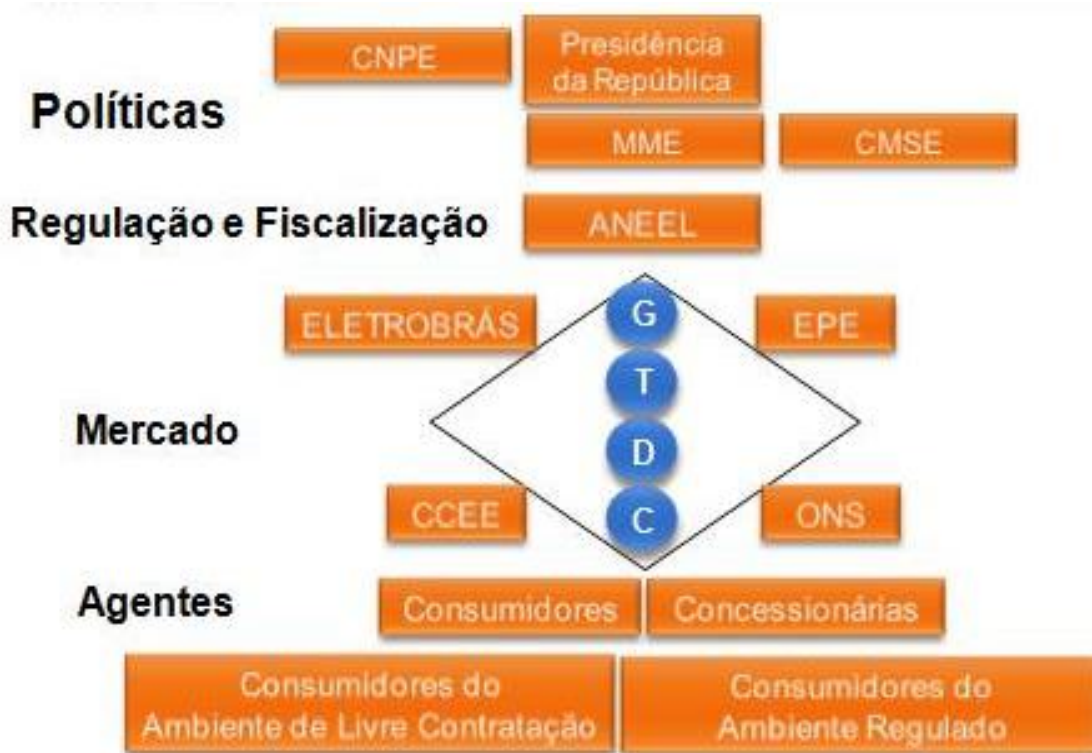 CNPE
Presidência
da República
Políticas
MME
CMSE
Regulação e Fiscalização
ANEEL
ELETROBRÁS
G
EPE
T
Mercado
D
CCEE
C
ONS
Agentes
Consumidores
Concessionárias
Consumidores do
Ambiente de Livre Contratação
Consumidores do
Ambiente Regulado